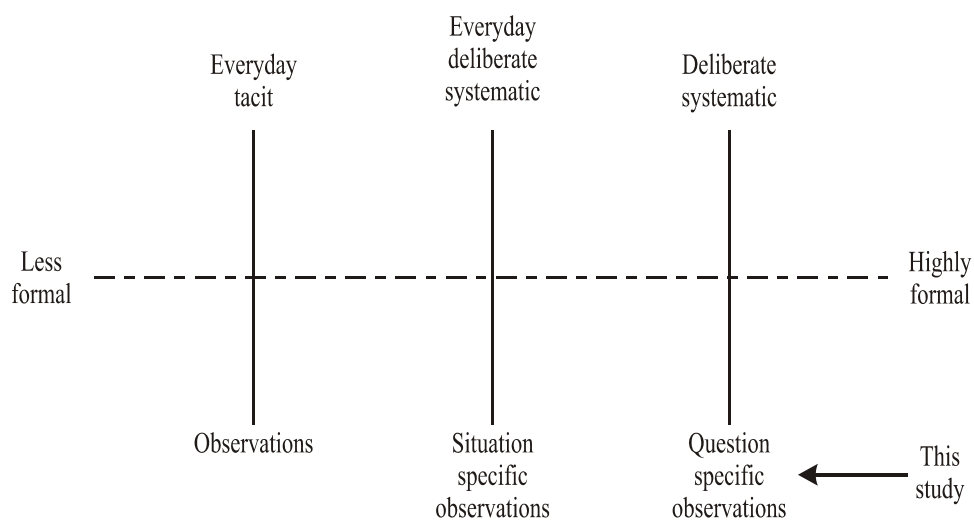 Everyday
tacit
Everyday
deliberate
systematic
Deliberate
systematic
Less
formal
Highly
formal
Observations
Situation
specific
observations
Question
specific
observations
This
study